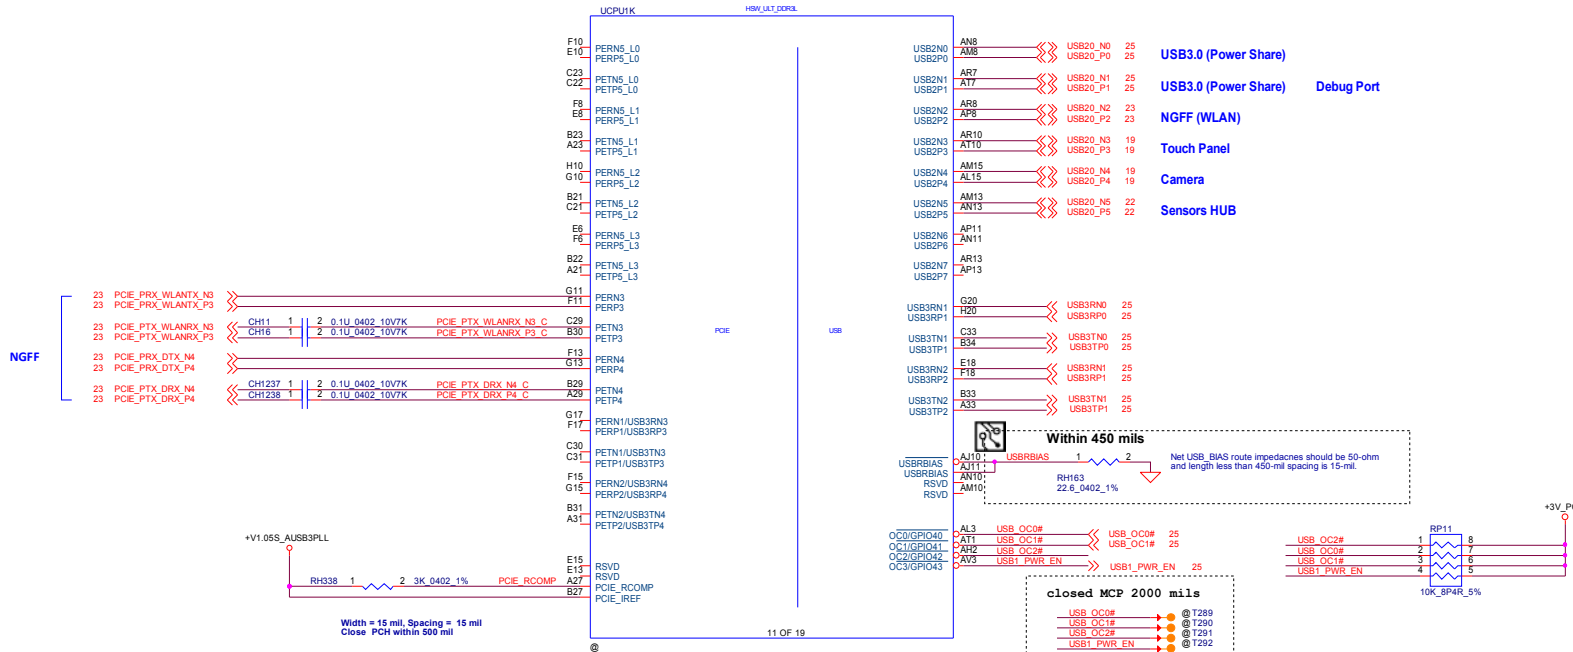 UCPU1K
HSW_ULT_DDR3L
F10 PERN5_L0
E10 PERP5_L0
C23 PETN5_L0
C22 PETP5_L0
F8 PERN5_L1
E8 PERP5_L1
B23 PETN5_L1
A23 PETP5_L1
H10 PERN5_L2
G10 PERP5_L2
B21 PETN5_L2
C21 PETP5_L2
E6 PERN5_L3
F6 PERP5_L3
B22 PETN5_L3
A21 PETP5_L3
23 PCIE_PRX_WLANTX_N3 G11 PERN3
23 PCIE_PRX_WLANTX_P3 F11 PERP3
23 PCIE_PTX_WLANRX_N3 CH11 1 2 0.1U_0402_10V7K PCIE_PTX_WLANRX_N3_C C29 PETN3
23 PCIE_PTX_WLANRX_P3 CH16 1 2 0.1U_0402_10V7K PCIE_PTX_WLANRX_P3_C B30 PETP3
NGFF
23 PCIE_PRX_DTX_N4 F13 PERN4
23 PCIE_PRX_DTX_P4 G13 PERP4
23 PCIE_PTX_DRX_N4 CH1237 1 2 0.1U_0402_10V7K PCIE_PTX_DRX_N4_C B29 PETN4
23 PCIE_PTX_DRX_P4 CH1238 1 2 0.1U_0402_10V7K PCIE_PTX_DRX_P4_C A29 PETP4
G17 PERN1/USB3RN3
F17 PERP1/USB3RP3
C30 PETN1/USB3TN3
C31 PETP1/USB3TP3
F15 PERN2/USB3RN4
G15 PERP2/USB3RP4
B31 PETN2/USB3TN4
A31 PETP2/USB3TP4
+V1.05S_AUSB3PLL
E15 RSVD
E13 RSVD
RH338 1 2 3K_0402_1% PCIE_RCOMP A27 PCIE_RCOMP
B27 PCIE_IREF
Width = 15 mil, Spacing = 15 mil
Close PCH within 500 mil
PCIE
USB
11 OF 19
@
USB2N0 AN8 USB20_N0 25
USB2P0 AM8 USB20_P0 25
USB3.0 (Power Share)
USB2N1 AR7 USB20_N1 25
USB2P1 AT7 USB20_P1 25
USB3.0 (Power Share) Debug Port
USB2N2 AR8 USB20_N2 23
USB2P2 AP8 USB20_P2 23
NGFF (WLAN)
USB2N3 AR10 USB20_N3 19
USB2P3 AT10 USB20_P3 19
Touch Panel
USB2N4 AM15 USB20_N4 19
USB2P4 AL15 USB20_P4 19
Camera
USB2N5 AM13 USB20_N5 22
USB2P5 AN13 USB20_P5 22
Sensors HUB
USB2N6 AP11
USB2P6 AN11
USB2N7 AR13
USB2P7 AP13
USB3RN1 G20 USB3RN0 25
USB3RP1 H20 USB3RP0 25
USB3TN1 C33 USB3TN0 25
USB3TP1 B34 USB3TP0 25
USB3RN2 E18 USB3RN1 25
USB3RP2 F18 USB3RP1 25
USB3TN2 B33 USB3TN1 25
USB3TP2 A33 USB3TP1 25
Within 450 mils
USBRBIAS AJ10 USBRBIAS 1 2
USBRBIAS AJ11
RSVD AN10
RSVD AM10
RH163
22.6_0402_1%
Net USB_BIAS route impedacnes should be 50-ohm
and length less than 450-mil spacing is 15-mil.
OC0/GPIO40 AL3 USB_OC0# USB_OC0# 25
OC1/GPIO41 AT1 USB_OC1# USB_OC1# 25
OC2/GPIO42 AH2 USB_OC2#
OC3/GPIO43 AV3 USB1_PWR_EN USB1_PWR_EN 25
+3V_P
RP11
USB_OC2# 1 8
USB_OC0# 2 7
USB_OC1# 3 6
USB1_PWR_EN 4 5
10K_8P4R_5%
closed MCP 2000 mils
USB_OC0# @ T289
USB_OC1# @ T290
USB_OC2# @ T291
USB1_PWR_EN @ T292